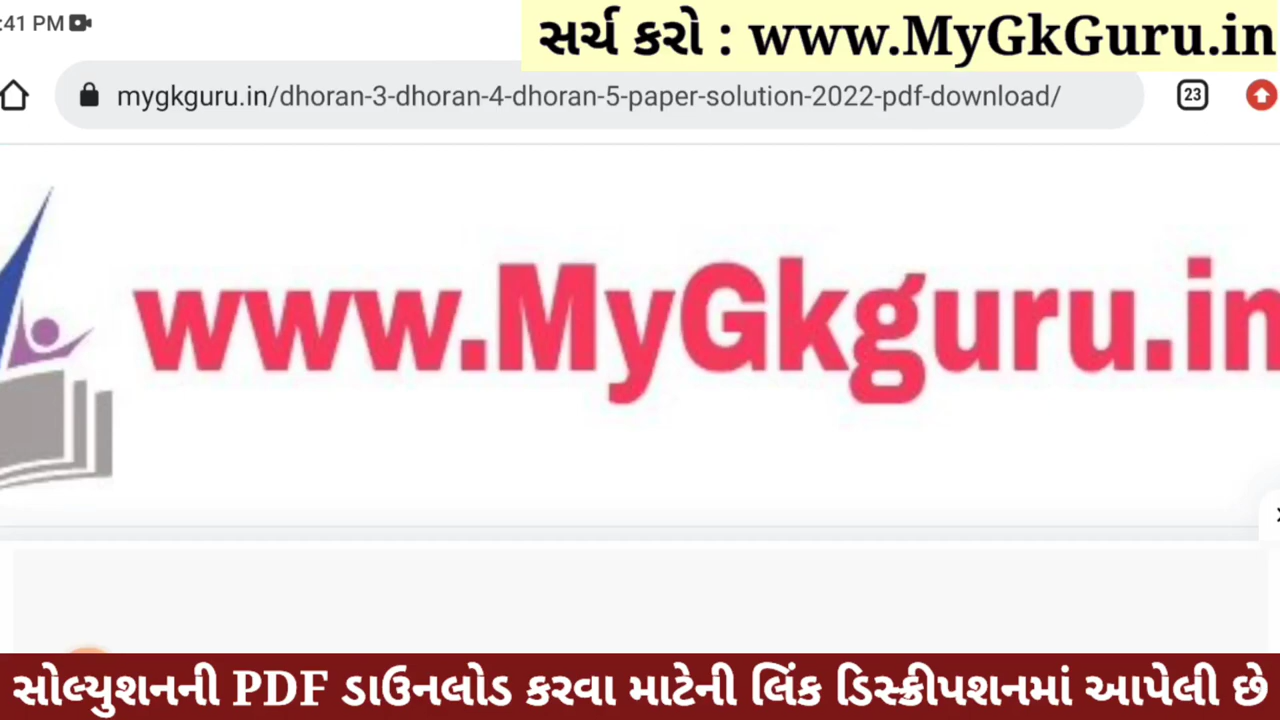 :41 PM
સર્ચ કરો : www.MyGkGuru.in
mygkguru.in/dhoran-3-dhoran-4-dhoran-5-paper-solution-2022-pdf-download/
23
www.MyGkguru.in
સોલ્યુશનની PDF ડાઉનલોડ કરવા માટેની લિંક ડિસ્ક્રીપશનમાં આપેલી છે